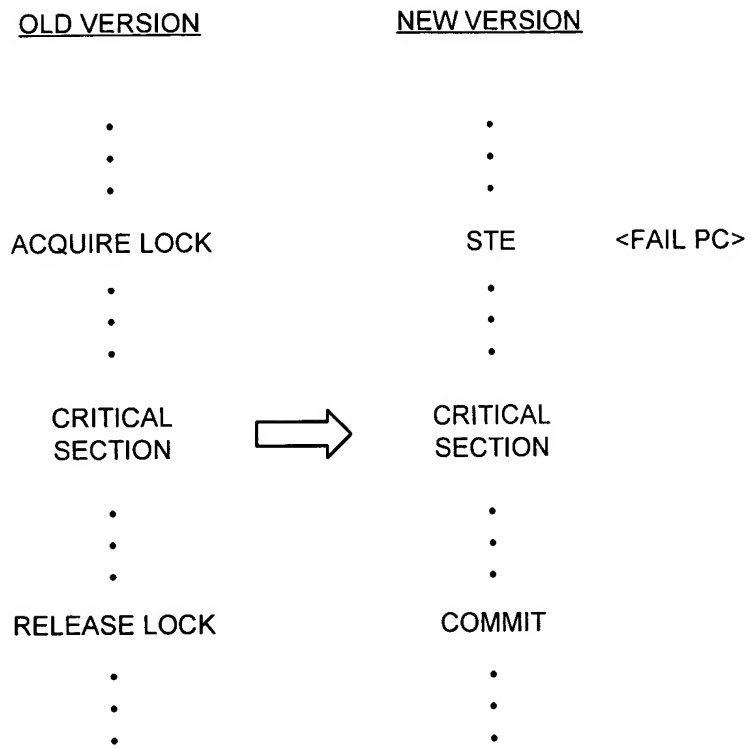 OLD VERSION
NEW VERSION
ACQUIRE LOCK
STE <FAIL PC>
CRITICAL
SECTION
CRITICAL
SECTION
RELEASE LOCK
COMMIT